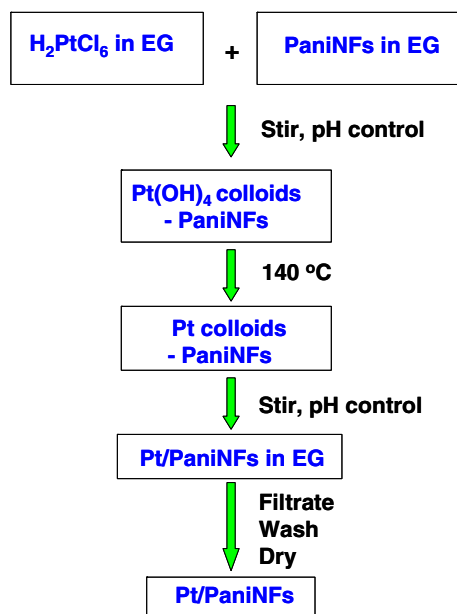 H₂PtCl₆ in EG
+
PaniNFs in EG
Stir, pH control
Pt(OH)₄ colloids
- PaniNFs
140 ºC
Pt colloids
- PaniNFs
Stir, pH control
Pt/PaniNFs in EG
Filtrate
Wash
Dry
Pt/PaniNFs